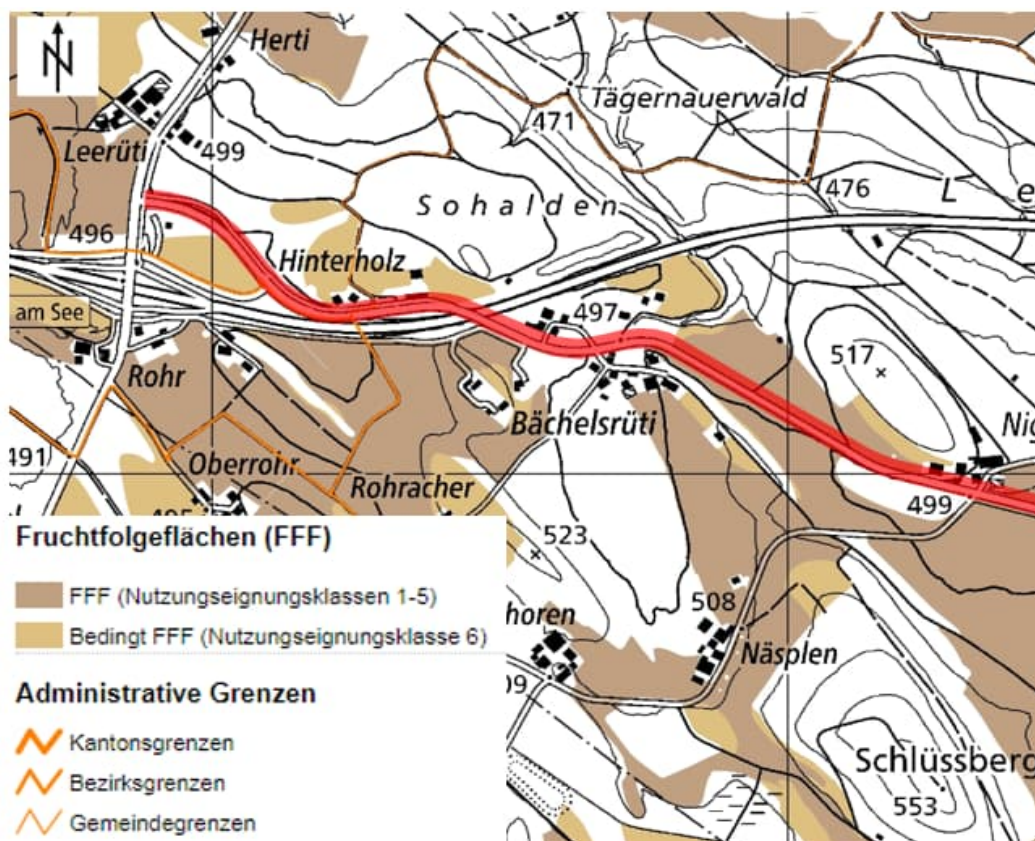 N
Herti
Tägernauerwald
471
Leerüti
499
476
L e
Sohalden
496
Hinterholz
am See
497
517
Rohr
Bächelsrüti
Nig
491
Oberrohr
Rohracher
499
523
Fruchtfolgeflächen (FFF)
FFF (Nutzungseignungsklassen 1-5)
508
Bedingt FFF (Nutzungseignungsklasse 6)
horen
Näsplen
09
Administrative Grenzen
Kantonsgrenzen
Schlüssberg
Bezirksgrenzen
553
Gemeindegrenzen